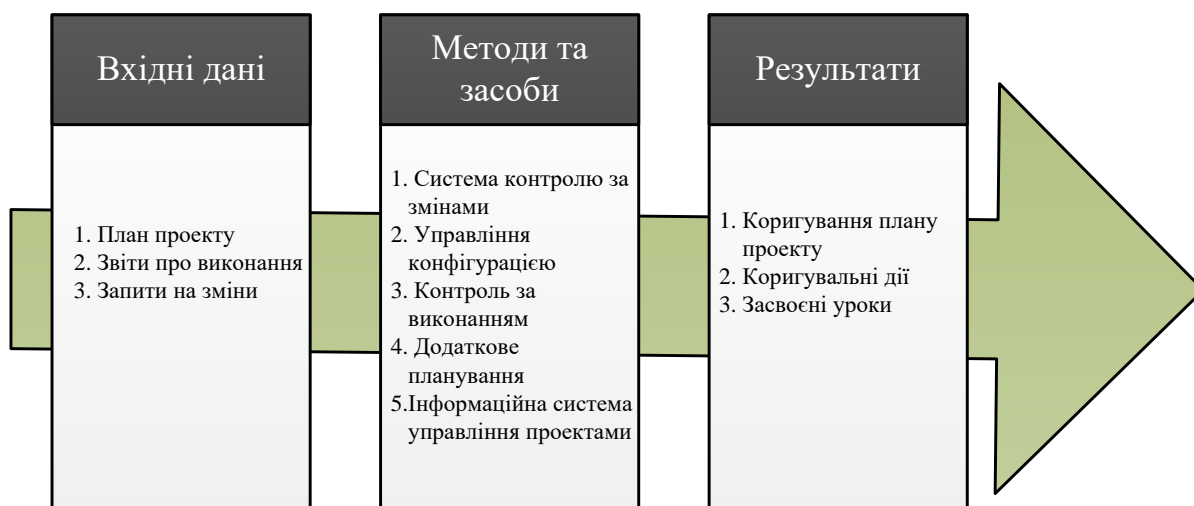 Вхідні дані
1. План проекту
2. Звіти про виконання
3. Запити на зміни
Методи та
засоби
1. Система контролю за
змінами
2. Управління
конфігурацією
3. Контроль за
виконанням
4. Додаткове
планування
5.Інформаційна система
управління проектами
Результати
1. Коригування плану
проекту
2. Коригувальні дії
3. Засвоєні уроки